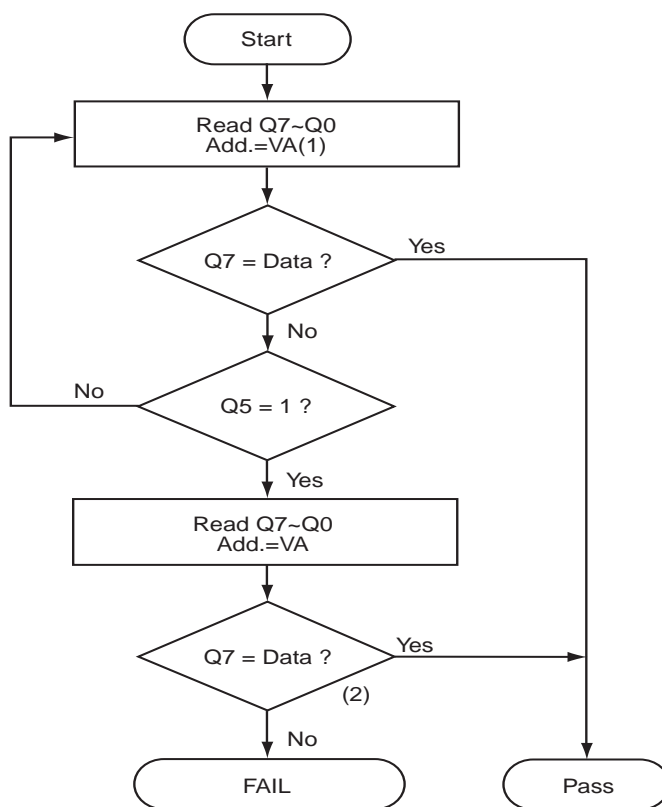 Start
Read Q7~Q0
Add.=VA(1)
Q7 = Data ?
Yes
No
No
Q5 = 1 ?
Yes
Read Q7~Q0
Add.=VA
Q7 = Data ?
Yes
(2)
No
FAIL
Pass